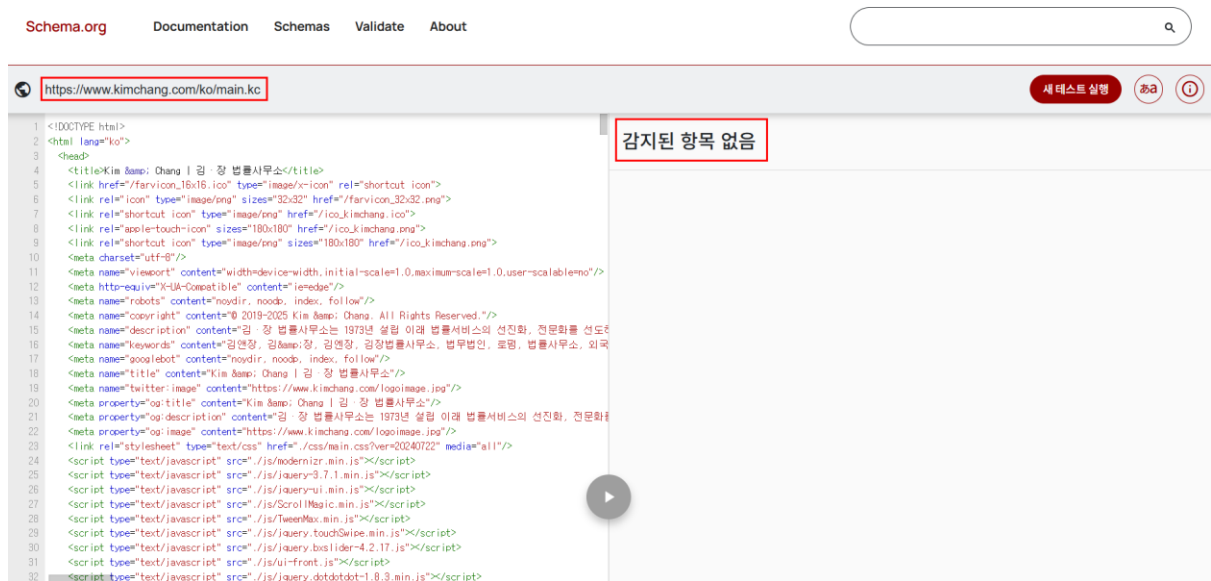 Schema.org Documentation Schemas Validate About
https://www.kimchang.com/ko/main.kc 새 테스트 실행 あa
감지된 항목 없음
1 <!DOCTYPE html>
2 <html lang="ko">
3 <head>
4 <title>Kim &amp; Chang | 김·장 법률사무소</title>
5 <link href="/farvicon_16x16.ico" type="image/x-icon" rel="shortcut icon">
6 <link rel="icon" type="image/png" sizes="32x32" href="/farvicon_32x32.png">
7 <link rel="shortcut icon" type="image/png" href="/ico_kimchang.ico">
8 <link rel="apple-touch-icon" sizes="180x180" href="/ico_kimchang.png">
9 <link rel="shortcut icon" type="image/png" sizes="180x180" href="/ico_kimchang.png">
10 <meta charset="utf-8"/>
11 <meta name="viewport" content="width=device-width,initial-scale=1.0,maximum-scale=1.0,user-scalable=no"/>
12 <meta http-equiv="X-UA-Compatible" content="ie=edge"/>
13 <meta name="robots" content="noydir, noodp, index, follow"/>
14 <meta name="copyright" content="© 2019-2025 Kim &amp; Chang. All Rights Reserved."/>
15 <meta name="description" content="김·장 법률사무소는 1973년 설립 이래 법률서비스의 선진화, 전문화를 선도하
16 <meta name="keywords" content="김앤장, 김&amp;장, 김엔장, 김장법률사무소, 법무법인, 로펌, 법률사무소, 외국
17 <meta name="googlebot" content="noydir, noodp, index, follow"/>
18 <meta name="title" content="Kim &amp; Chang | 김·장 법률사무소"/>
19 <meta name="twitter:image" content="https://www.kimchang.com/logoimage.jpg"/>
20 <meta property="og:title" content="Kim &amp; Chang | 김·장 법률사무소"/>
21 <meta property="og:description" content="김·장 법률사무소는 1973년 설립 이래 법률서비스의 선진화, 전문화를
22 <meta property="og:image" content="https://www.kimchang.com/logoimage.jpg"/>
23 <link rel="stylesheet" type="text/css" href="./css/main.css?ver=20240722" media="all"/>
24 <script type="text/javascript" src="./js/modernizr.min.js"></script>
25 <script type="text/javascript" src="./js/jquery-3.7.1.min.js"></script>
26 <script type="text/javascript" src="./js/jquery-ui.min.js"></script>
27 <script type="text/javascript" src="./js/ScrollMagic.min.js"></script>
28 <script type="text/javascript" src="./js/TweenMax.min.js"></script>
29 <script type="text/javascript" src="./js/jquery.touchSwipe.min.js"></script>
30 <script type="text/javascript" src="./js/jquery.bxslider-4.2.17.js"></script>
31 <script type="text/javascript" src="./js/ui-front.js"></script>
32 <script type="text/javascript" src="./js/jquery.dotdotdot-1.8.3.min.js"></script>